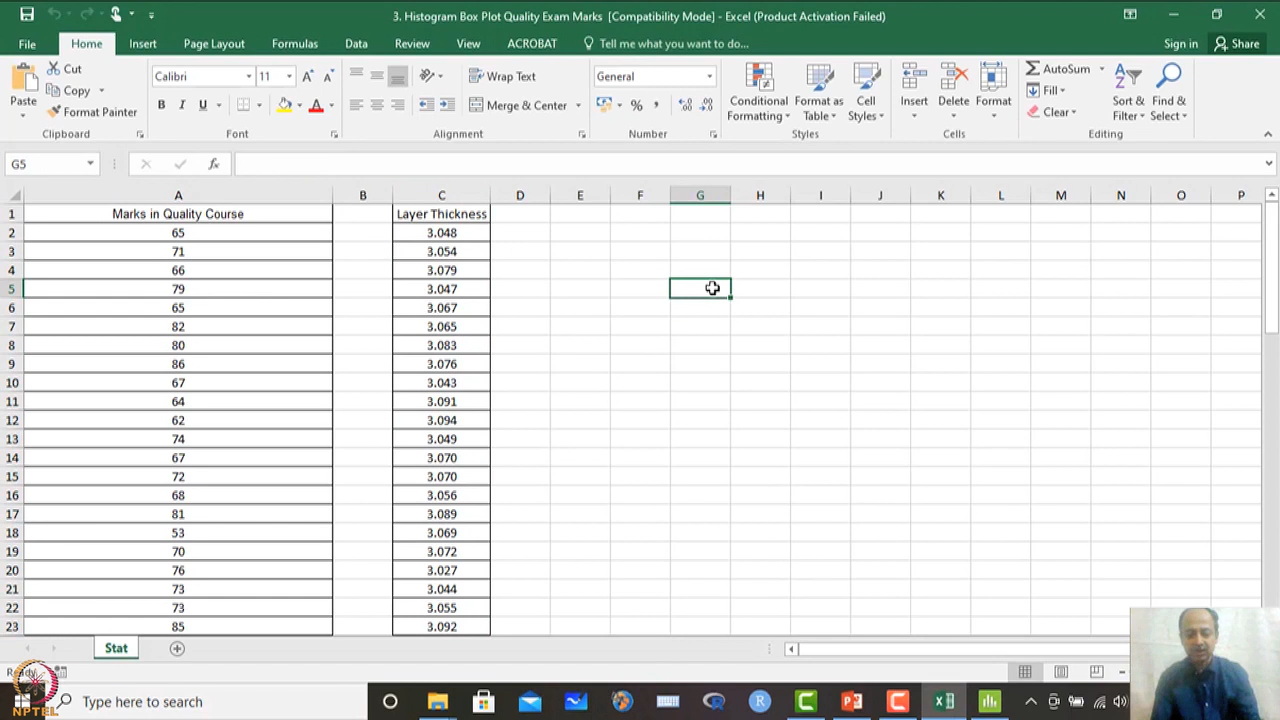 3. Histogram Box Plot Quality Exam Marks [Compatibility Mode] - Excel (Product Activation Failed)
File Home Insert Page Layout Formulas Data Review View ACROBAT Tell me what you want to do... Sign in Share
Paste Cut Copy Format Painter Clipboard
Calibri 11 B I U A Font
Wrap Text Merge & Center Alignment
General % , Number
Conditional Formatting Format as Table Cell Styles Styles
Insert Delete Format Cells
AutoSum Fill Clear Sort & Filter Find & Select Editing
G5 fx
A B C D E F G H I J K L M N O P
1 Marks in Quality Course Layer Thickness
2 65 3.048
3 71 3.054
4 66 3.079
5 79 3.047
6 65 3.067
7 82 3.065
8 80 3.083
9 86 3.076
10 67 3.043
11 64 3.091
12 62 3.094
13 74 3.049
14 67 3.070
15 72 3.070
16 68 3.056
17 81 3.089
18 53 3.069
19 70 3.072
20 76 3.027
21 73 3.044
22 73 3.055
23 85 3.092
Stat
Ready
NPTEL
Type here to search